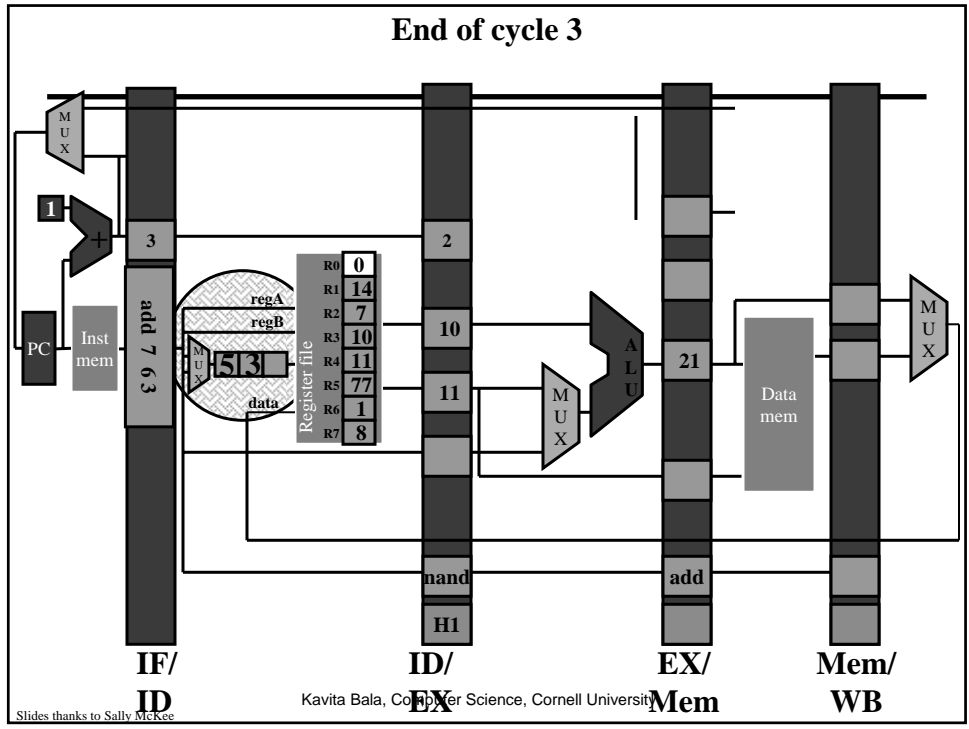 End of cycle 3
M
U
X
1
+
3
2
PC
Inst
mem
add 7 6 3
regA
regB
M
U
X
5 3
data
Register file
R0 0
R1 14
R2 7
R3 10
R4 11
R5 77
R6 1
R7 8
10
11
M
U
X
A
L
U
21
Data
mem
M
U
X
nand
add
H1
IF/
ID
ID/
EX
EX/
Mem
Mem/
WB
Kavita Bala, Computer Science, Cornell University
Slides thanks to Sally McKee